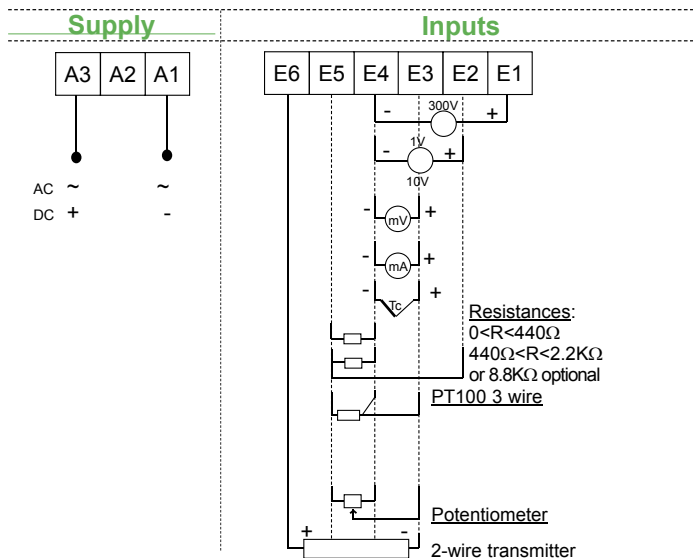 Supply
Inputs
A3 A2 A1
E6 E5 E4 E3 E2 E1
- 300V +
- 1V +
10V
AC ~ ~
DC + -
- mV +
- mA +
- Tc +
Resistances:
0<R<440Ω
440Ω<R<2.2KΩ
or 8.8KΩ optional
PT100 3 wire
Potentiometer
+ -
2-wire transmitter